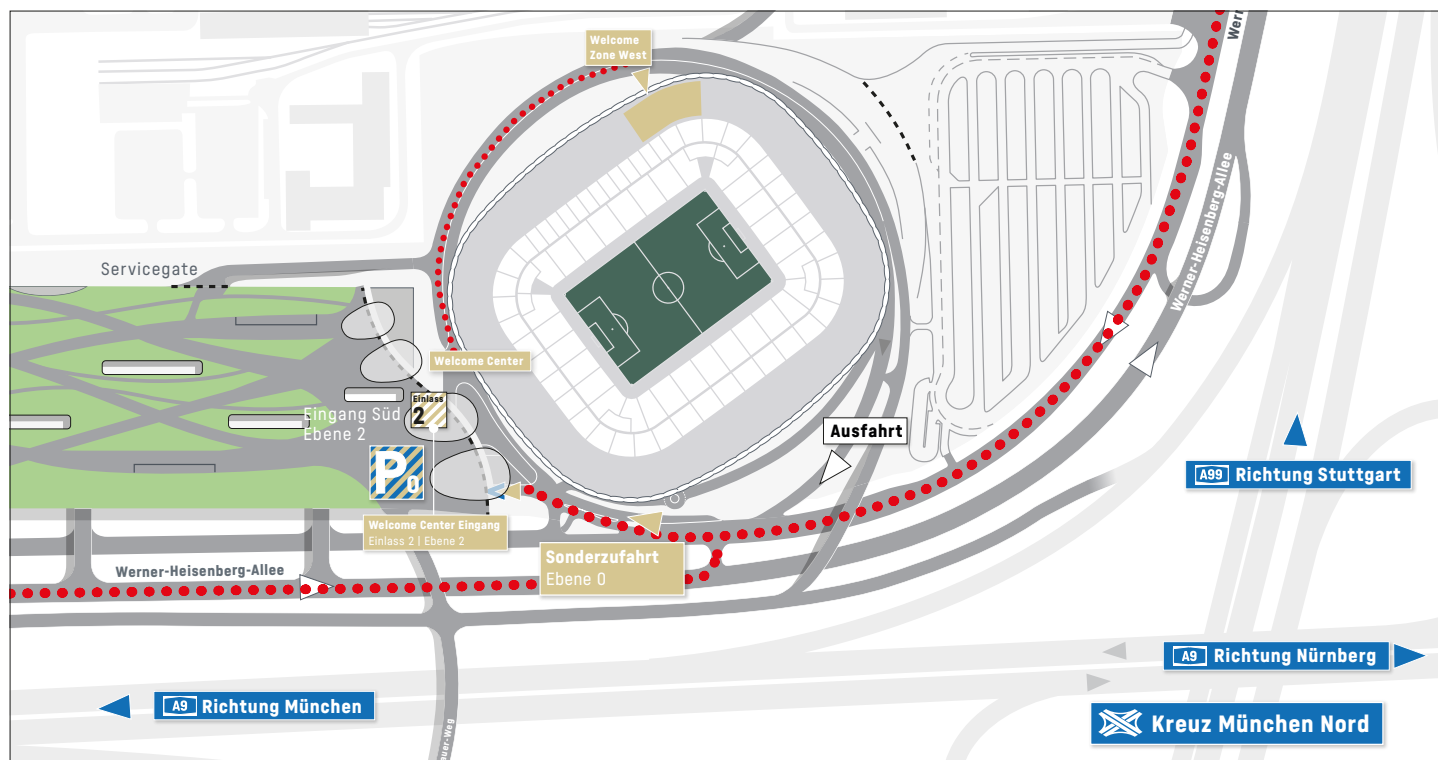 Welcome
Zone West
Werner-Heisenberg-Allee
Servicegate
Welcome Center
Einlass
2
Eingang Süd
Ebene 2
P0
Ausfahrt
A99 Richtung Stuttgart
Welcome Center Eingang
Einlass 2 | Ebene 2
Sonderzufahrt
Ebene 0
Werner-Heisenberg-Allee
A9 Richtung Nürnberg
A9 Richtung München
Kreuz München Nord